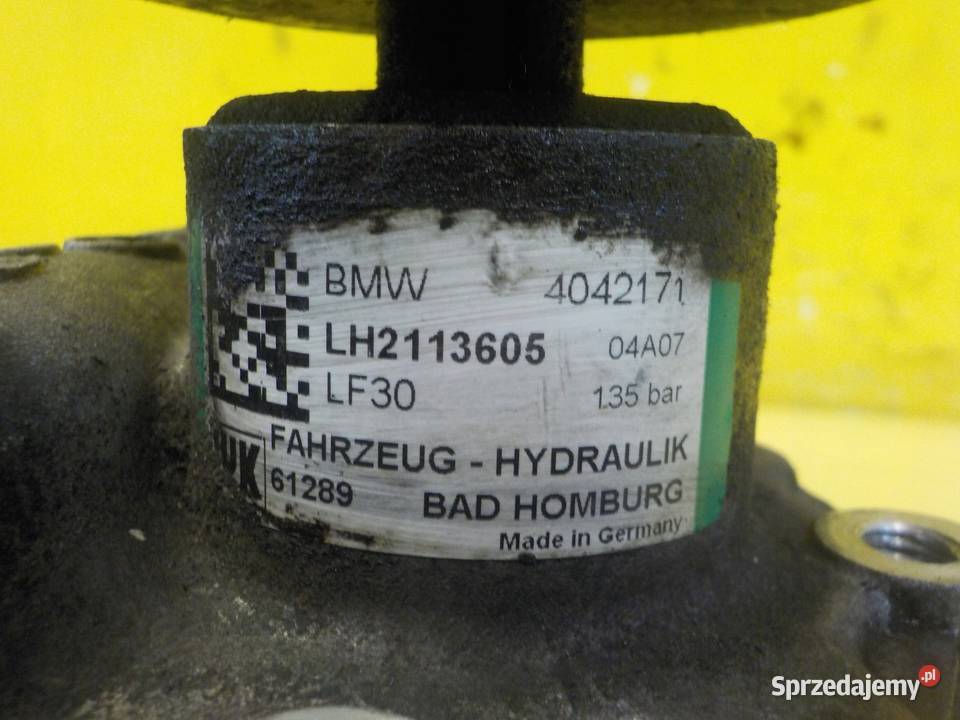 BMW 4042171
LH2113605 04A07
LF30 135 bar
FAHRZEUG - HYDRAULIK
61289 BAD HOMBURG
Made in Germany
Sprzedajemy.pl